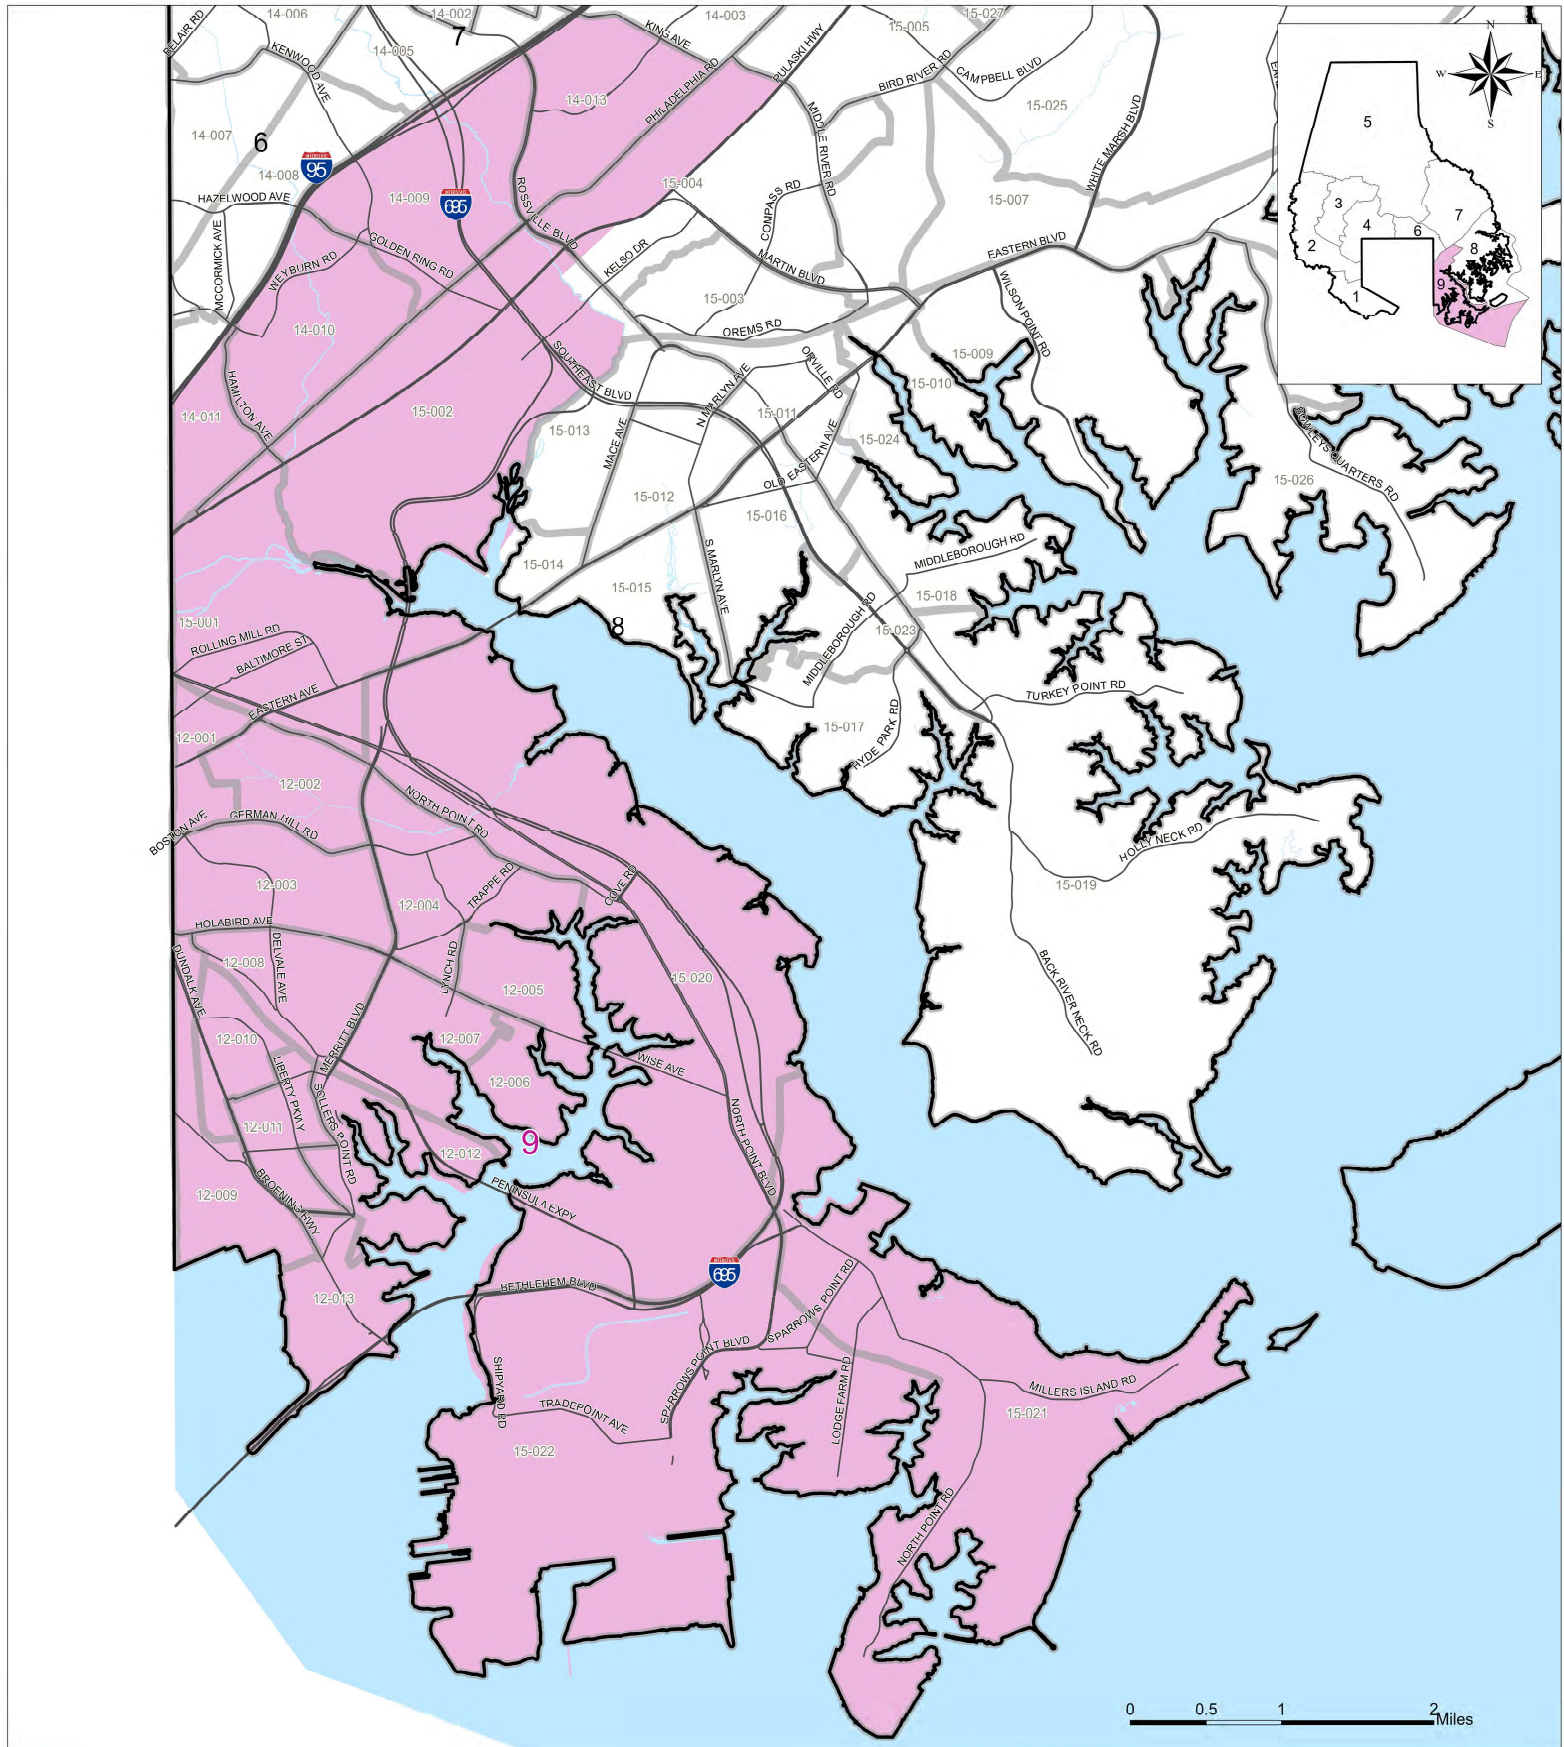 14-006
14-002
7
14-003
15-005
15-027
BELAIR RD
KENWOOD AVE
14-005
KING AVE
PULASKI HWY
BIRD RIVER RD
CAMPBELL BLVD
N
W
E
S
14-013
PHILADELPHIA RD
15-025
MIDDLE RIVER RD
WHITE MARSH BLVD
5
14-007
6
95
14-008
15-004
HAZELWOOD AVE
14-009
695
COMPASS RD
15-007
3
7
4
6
2
8
9
1
MCCORMICK AVE
ROSSVILLE BLVD
GOLDEN RING RD
WEYBURN RD
KELSO DR
MARTIN BLVD
EASTERN BLVD
14-010
15-003
OREMS RD
WILSON POINT RD
SOUTHEAST BLVD
ORVILLE RD
15-009
15-010
HAMILTON AVE
N MARLYN AVE
14-011
15-002
15-013
MACE AVE
15-011
15-024
OLD EASTERN AVE
BOWLEYS QUARTERS RD
15-026
15-012
15-016
15-014
15-015
S MARLYN AVE
MIDDLEBOROUGH RD
15-018
15-001
8
15-023
MIDDLEBOROUGH RD
ROLLING MILL RD
BALTIMORE ST
EASTERN AVE
TURKEY POINT RD
12-001
15-017
HYDE PARK RD
12-002
NORTH POINT RD
BOSTON AVE
GERMAN HILL RD
HOLLY NECK RD
12-003
TRAPPE RD
COVE RD
15-019
12-004
HOLABIRD AVE
DUNDALK AVE
12-008
DELVALE AVE
LYNCH RD
12-005
15-020
BACK RIVER NECK RD
12-010
MERRITT BLVD
12-007
WISE AVE
LIBERTY PKWY
SOLLERS POINT RD
12-006
12-011
NORTH POINT BLVD
9
12-012
12-009
BROENING HWY
PENINSULA EXPY
695
BETHLEHEM BLVD
12-013
SPARROWS POINT RD
SHIPYARD RD
SPARROWS POINT BLVD
LODGE FARM RD
MILLERS ISLAND RD
TRADEPOINT AVE
15-021
15-022
NORTH POINT RD
0 0.5 1 2
Miles